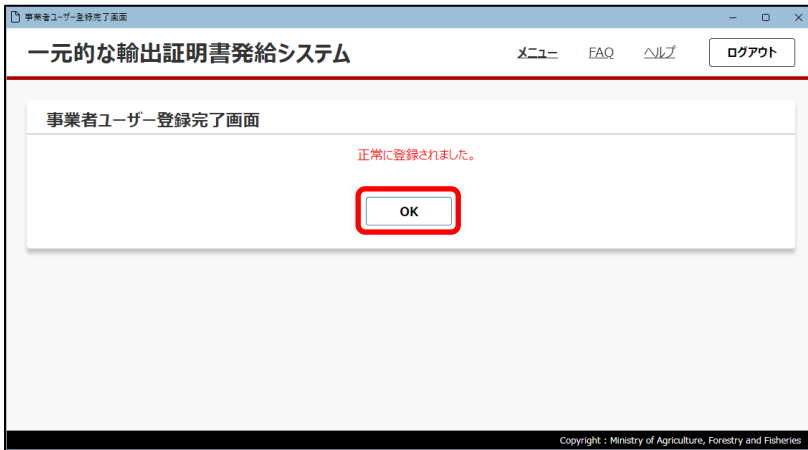 事業者ユーザー登録完了画面
一元的な輸出証明書発給システム メニュー FAQ ヘルプ ログアウト
事業者ユーザー登録完了画面
正常に登録されました。
OK
Copyright : Ministry of Agriculture, Forestry and Fisheries